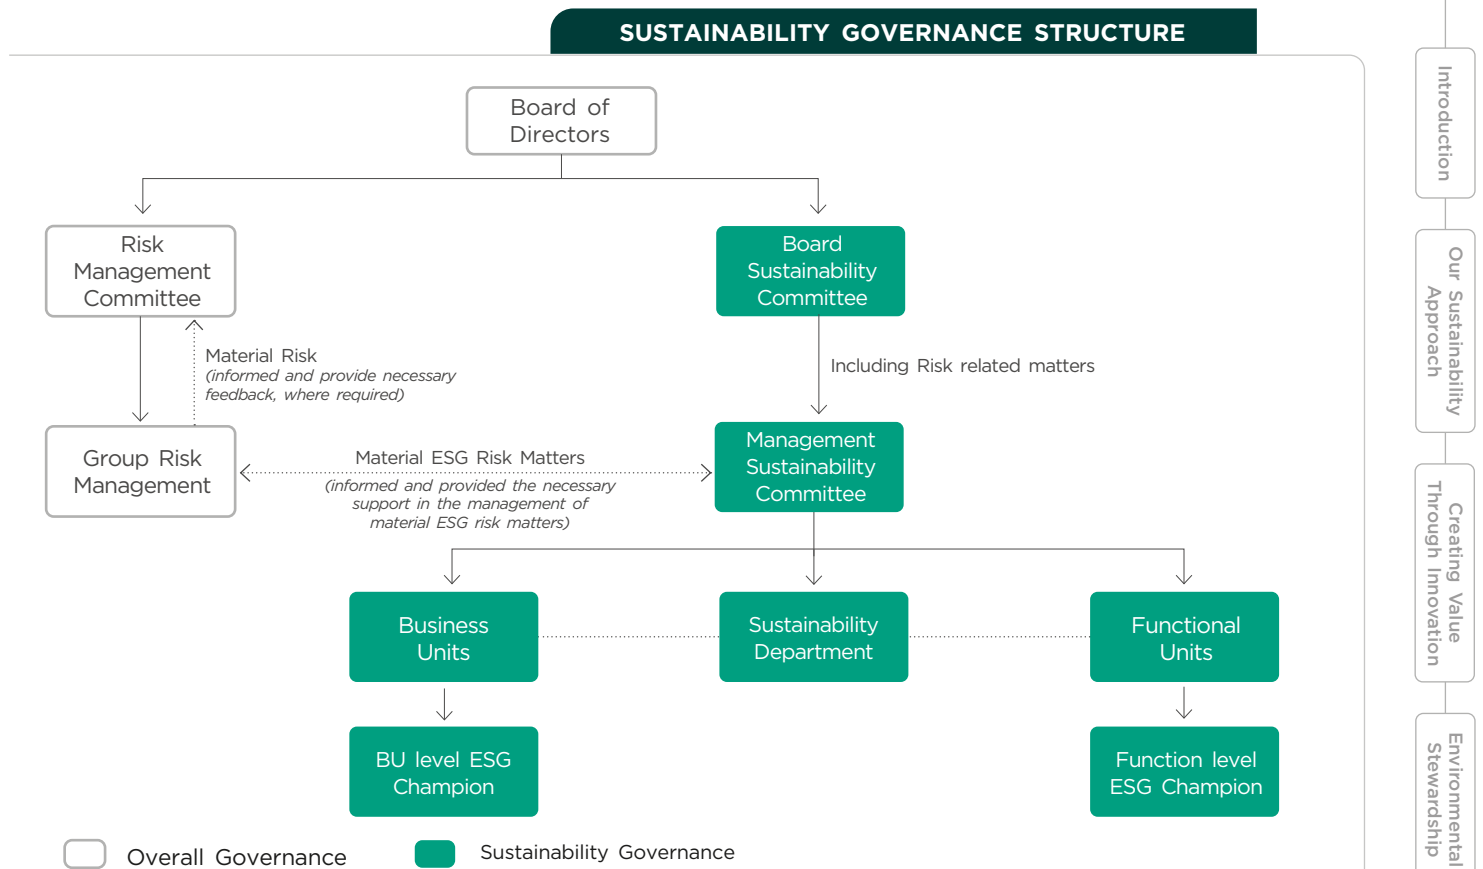 SUSTAINABILITY GOVERNANCE STRUCTURE
Board of
Directors
Risk
Management
Committee
Board
Sustainability
Committee
Material Risk
(informed and provide necessary
feedback, where required)
Including Risk related matters
Group Risk
Management
Material ESG Risk Matters
(informed and provided the necessary
support in the management of
material ESG risk matters)
Management
Sustainability
Committee
Business
Units
Sustainability
Department
Functional
Units
BU level ESG
Champion
Function level
ESG Champion
Overall Governance
Sustainability Governance
Introduction
Our Sustainability
Approach
Creating Value
Through Innovation
Environmental
Stewardship